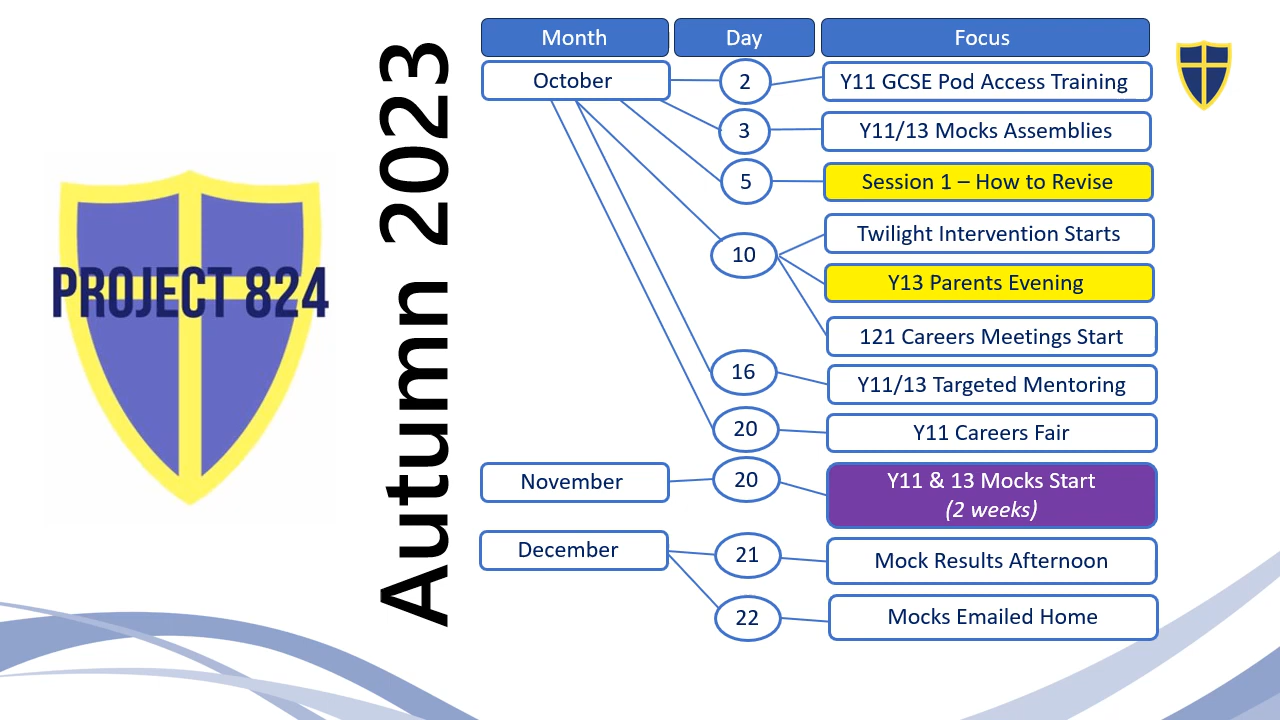 PROJECT 824
Autumn 2023
Month Day Focus
October 2 Y11 GCSE Pod Access Training
3 Y11/13 Mocks Assemblies
5 Session 1 – How to Revise
10 Twilight Intervention Starts
Y13 Parents Evening
121 Careers Meetings Start
16 Y11/13 Targeted Mentoring
20 Y11 Careers Fair
November 20 Y11 & 13 Mocks Start
(2 weeks)
December 21 Mock Results Afternoon
22 Mocks Emailed Home